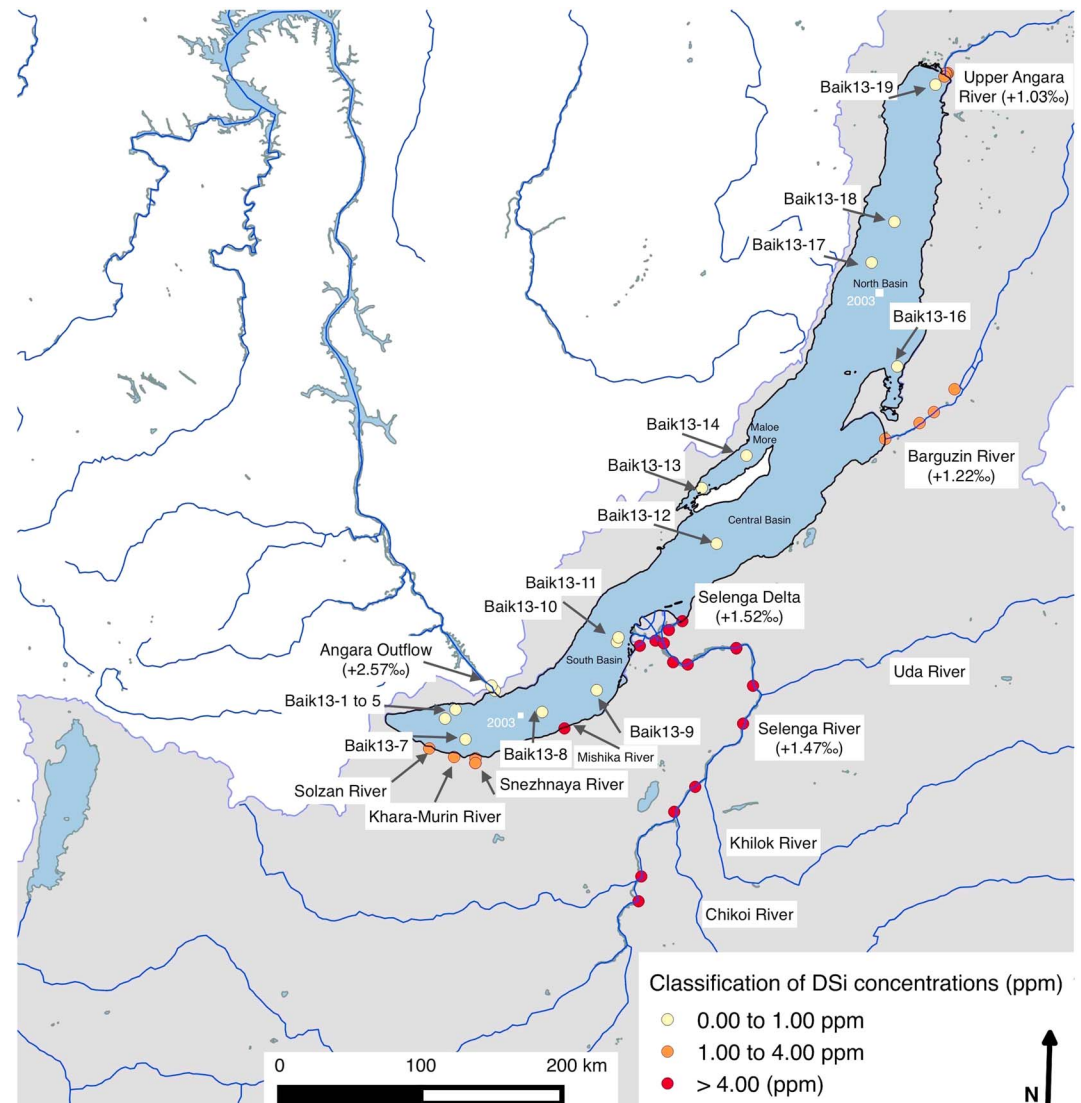 Baik13-19
Upper Angara
River (+1.03‰)
Baik13-18
Baik13-17
North Basin
2003
Baik13-16
Baik13-14
Maloe
More
Baik13-13
Barguzin River
(+1.22‰)
Baik13-12
Central Basin
Baik13-11
Baik13-10
Selenga Delta
(+1.52‰)
Angara Outflow
(+2.57‰)
South Basin
Uda River
Baik13-1 to 5
2003
Baik13-7
Baik13-8
Baik13-9
Mishika River
Selenga River
(+1.47‰)
Solzan River
Snezhnaya River
Khara-Murin River
Khilok River
Chikoi River
Classification of DSi concentrations (ppm)
0.00 to 1.00 ppm
1.00 to 4.00 ppm
> 4.00 (ppm)
0 100 200 km
N